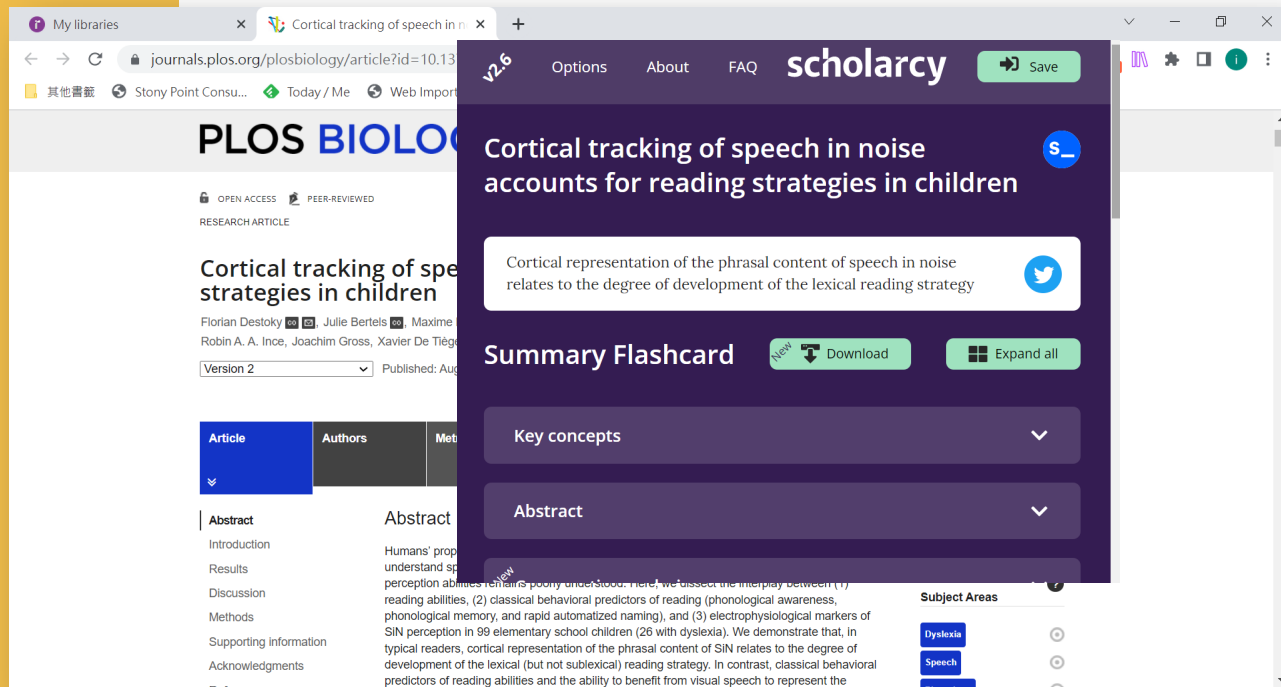 My libraries
Cortical tracking of speech in n
journals.plos.org/plosbiology/article?id=10.13
其他書籤
Stony Point Consu...
Today / Me
Web Import
v2.6
Options
About
FAQ
scholarcy
Save
Cortical tracking of speech in noise
accounts for reading strategies in children
S_
Cortical representation of the phrasal content of speech in noise
relates to the degree of development of the lexical reading strategy
Summary Flashcard
New
Download
Expand all
Key concepts
Abstract
New
PLOS BIOLO
OPEN ACCESS
PEER-REVIEWED
RESEARCH ARTICLE
Cortical tracking of spe
strategies in children
Florian Destoky, Julie Bertels, Maxime
Robin A. A. Ince, Joachim Gross, Xavier De Tiège
Version 2
Published: Aug
Article
Authors
Met
Abstract
Introduction
Results
Discussion
Methods
Supporting information
Acknowledgments
Abstract
Humans' prop
understand sp
perception abilities remains poorly understood. Here, we dissect the interplay between (1)
reading abilities, (2) classical behavioral predictors of reading (phonological awareness,
phonological memory, and rapid automatized naming), and (3) electrophysiological markers of
SiN perception in 99 elementary school children (26 with dyslexia). We demonstrate that, in
typical readers, cortical representation of the phrasal content of SiN relates to the degree of
development of the lexical (but not sublexical) reading strategy. In contrast, classical behavioral
predictors of reading abilities and the ability to benefit from visual speech to represent the
Subject Areas
?
Dyslexia
Speech